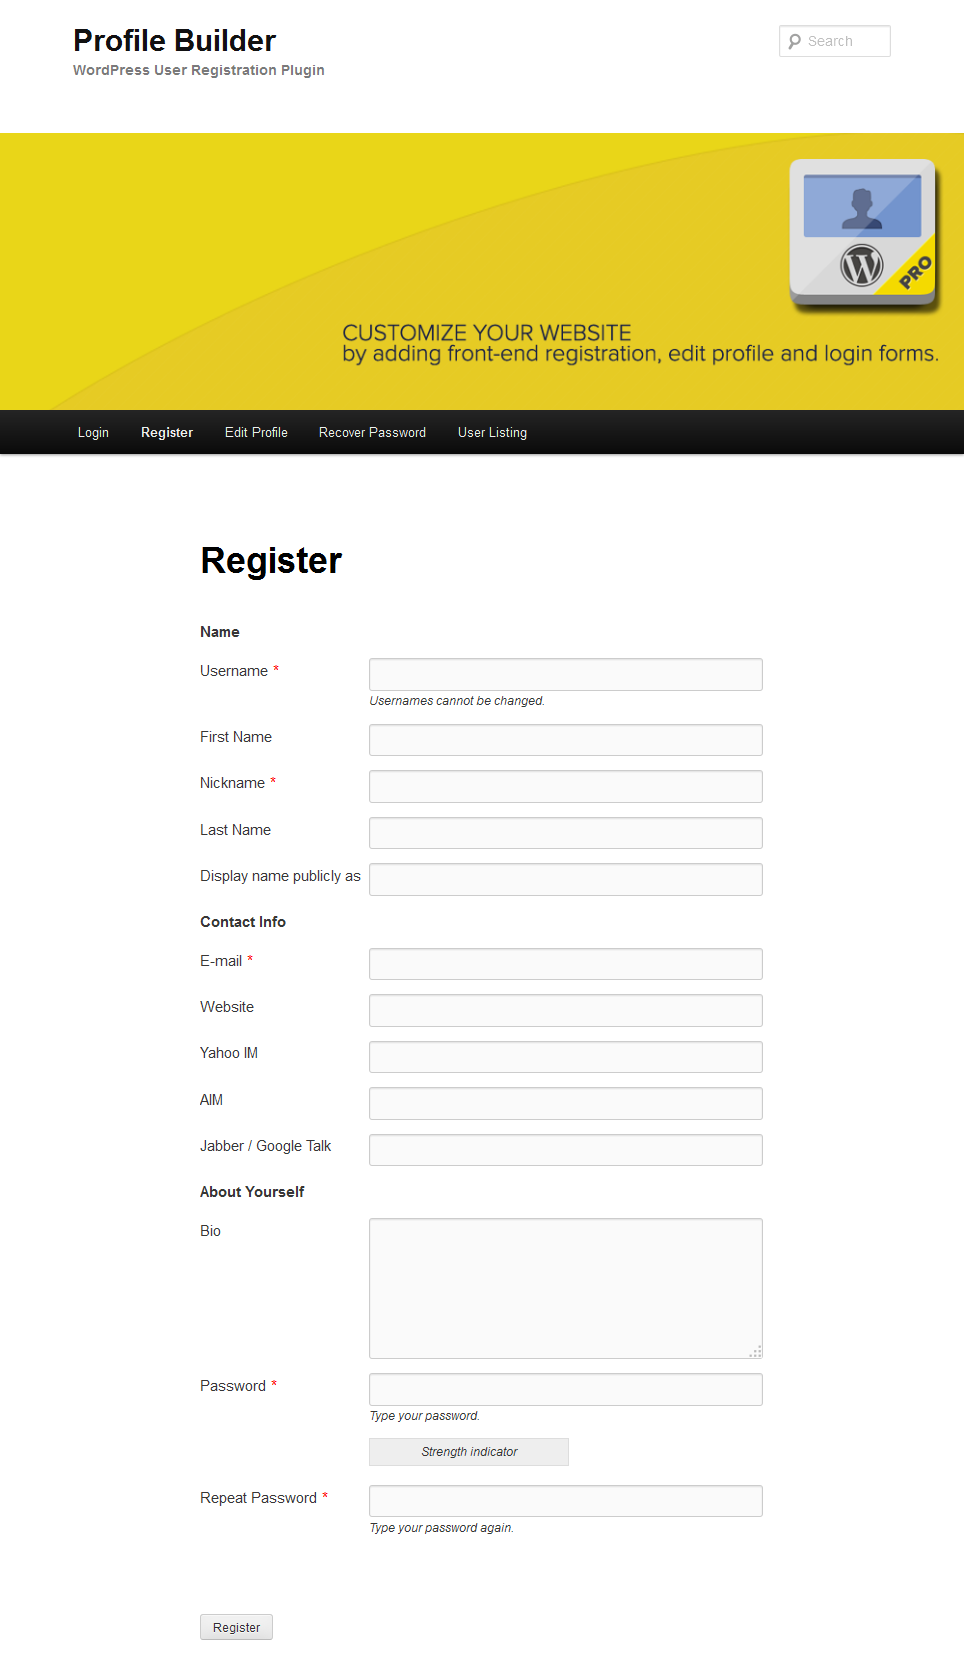 Profile Builder
WordPress User Registration Plugin
Search
PRO
CUSTOMIZE YOUR WEBSITE
by adding front-end registration, edit profile and login forms.
Login Register Edit Profile Recover Password User Listing
Register
Name
Username *
Usernames cannot be changed.
First Name
Nickname *
Last Name
Display name publicly as
Contact Info
E-mail *
Website
Yahoo IM
AIM
Jabber / Google Talk
About Yourself
Bio
Password *
Type your password.
Strength indicator
Repeat Password *
Type your password again.
Register